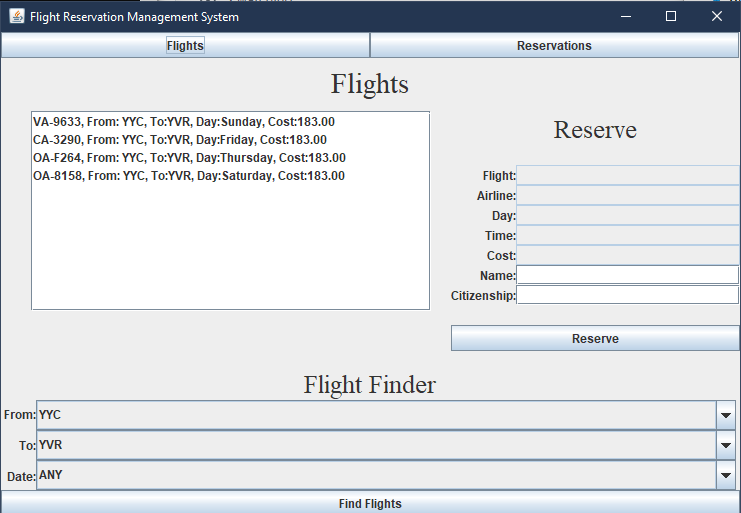 Flight Reservation Management System
Flights
Reservations
Flights
VA-9633, From: YYC, To:YVR, Day:Sunday, Cost:183.00
CA-3290, From: YYC, To:YVR, Day:Friday, Cost:183.00
OA-F264, From: YYC, To:YVR, Day:Thursday, Cost:183.00
OA-8158, From: YYC, To:YVR, Day:Saturday, Cost:183.00
Reserve
Flight:
Airline:
Day:
Time:
Cost:
Name:
Citizenship:
Reserve
Flight Finder
From: YYC
To: YVR
Date: ANY
Find Flights